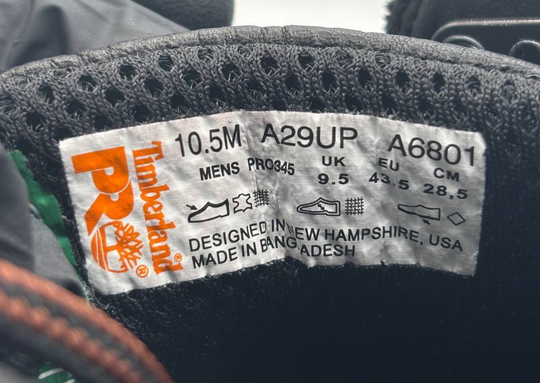 Timberland®
PRO®
10.5M A29UP A6801
MENS PRO345 UK EU CM
9.5 43.5 28,5
DESIGNED IN NEW HAMPSHIRE, USA
MADE IN BANGLADESH